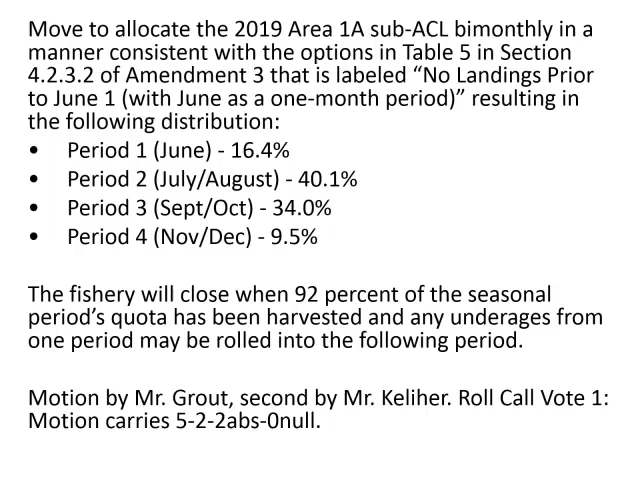 Move to allocate the 2019 Area 1A sub-ACL bimonthly in a
manner consistent with the options in Table 5 in Section
4.2.3.2 of Amendment 3 that is labeled “No Landings Prior
to June 1 (with June as a one-month period)” resulting in
the following distribution:
• Period 1 (June) - 16.4%
• Period 2 (July/August) - 40.1%
• Period 3 (Sept/Oct) - 34.0%
• Period 4 (Nov/Dec) - 9.5%
The fishery will close when 92 percent of the seasonal
period’s quota has been harvested and any underages from
one period may be rolled into the following period.
Motion by Mr. Grout, second by Mr. Keliher. Roll Call Vote 1:
Motion carries 5-2-2abs-0null.